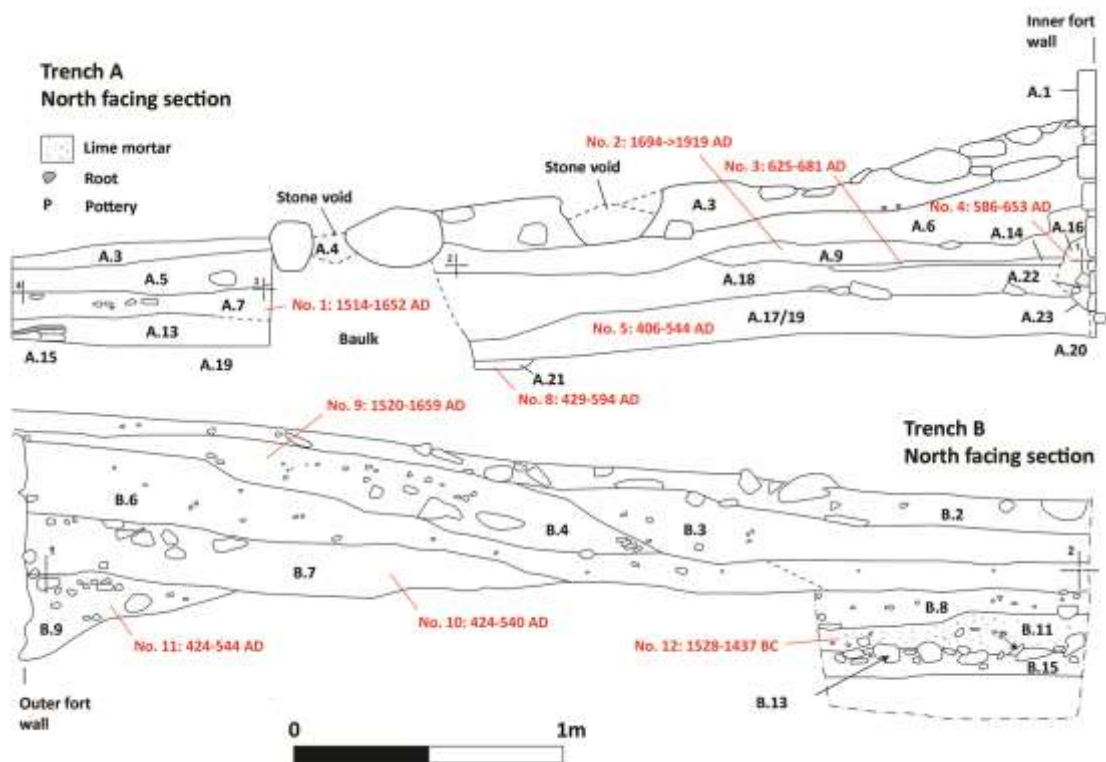 Trench A
North facing section
Lime mortar
Root
P Pottery
Inner fort
wall
A.1
No. 2: 1694->1919 AD
No. 3: 625-681 AD
Stone void
Stone void
No. 4: 586-653 AD
A.3
A.4
A.3
A.6
A.14
A.16
A.5
2
A.9
4
3
A.18
A.22
A.7
No. 1: 1514-1652 AD
A.17/19
A.23
A.13
Baulk
No. 5: 406-544 AD
A.15
A.19
A.20
A.21
No. 8: 429-594 AD
No. 9: 1520-1659 AD
Trench B
North facing section
B.6
B.4
B.3
B.2
B.7
2
B.8
B.9
No. 11: 424-544 AD
No. 10: 424-540 AD
B.11
No. 12: 1528-1437 BC
B.15
B.13
Outer fort
wall
0
1m